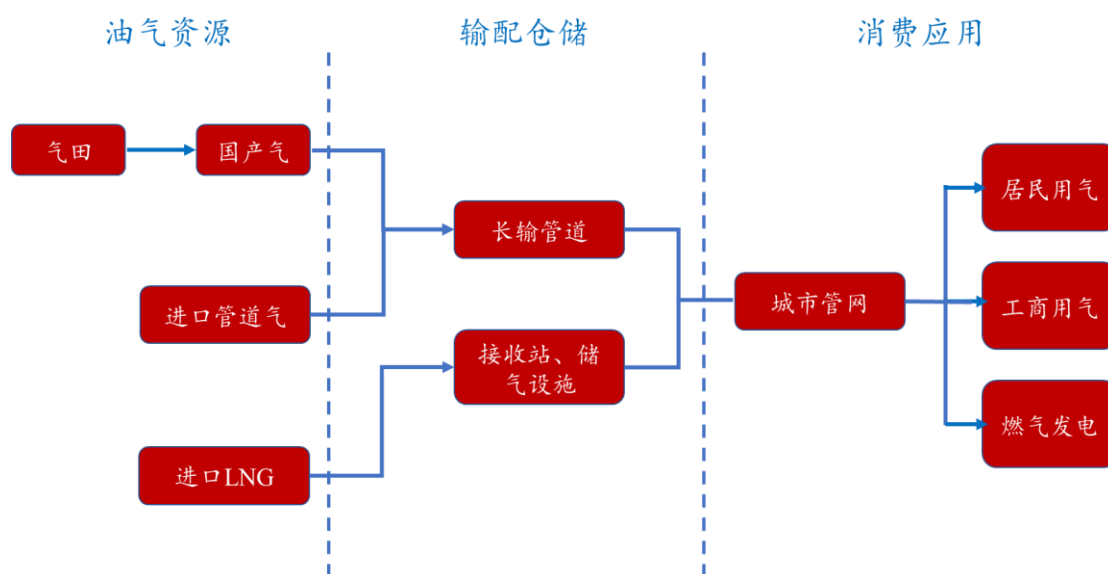 油气资源
输配仓储
消费应用
气田
国产气
进口管道气
进口LNG
长输管道
接收站、储
气设施
城市管网
居民用气
工商用气
燃气发电